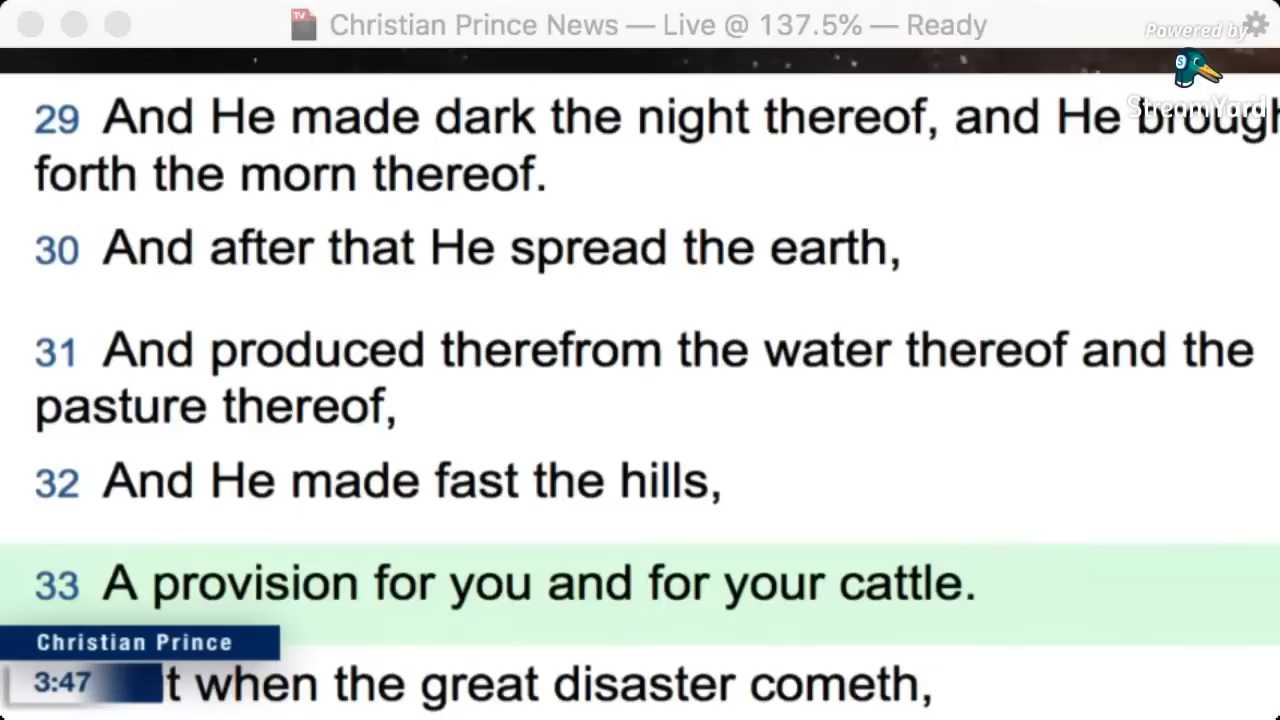 Christian Prince News — Live @ 137.5% — Ready
Powered by
StreamYard
29 And He made dark the night thereof, and He brough
forth the morn thereof.
30 And after that He spread the earth,
31 And produced therefrom the water thereof and the
pasture thereof,
32 And He made fast the hills,
33 A provision for you and for your cattle.
Christian Prince
3:47
t when the great disaster cometh,